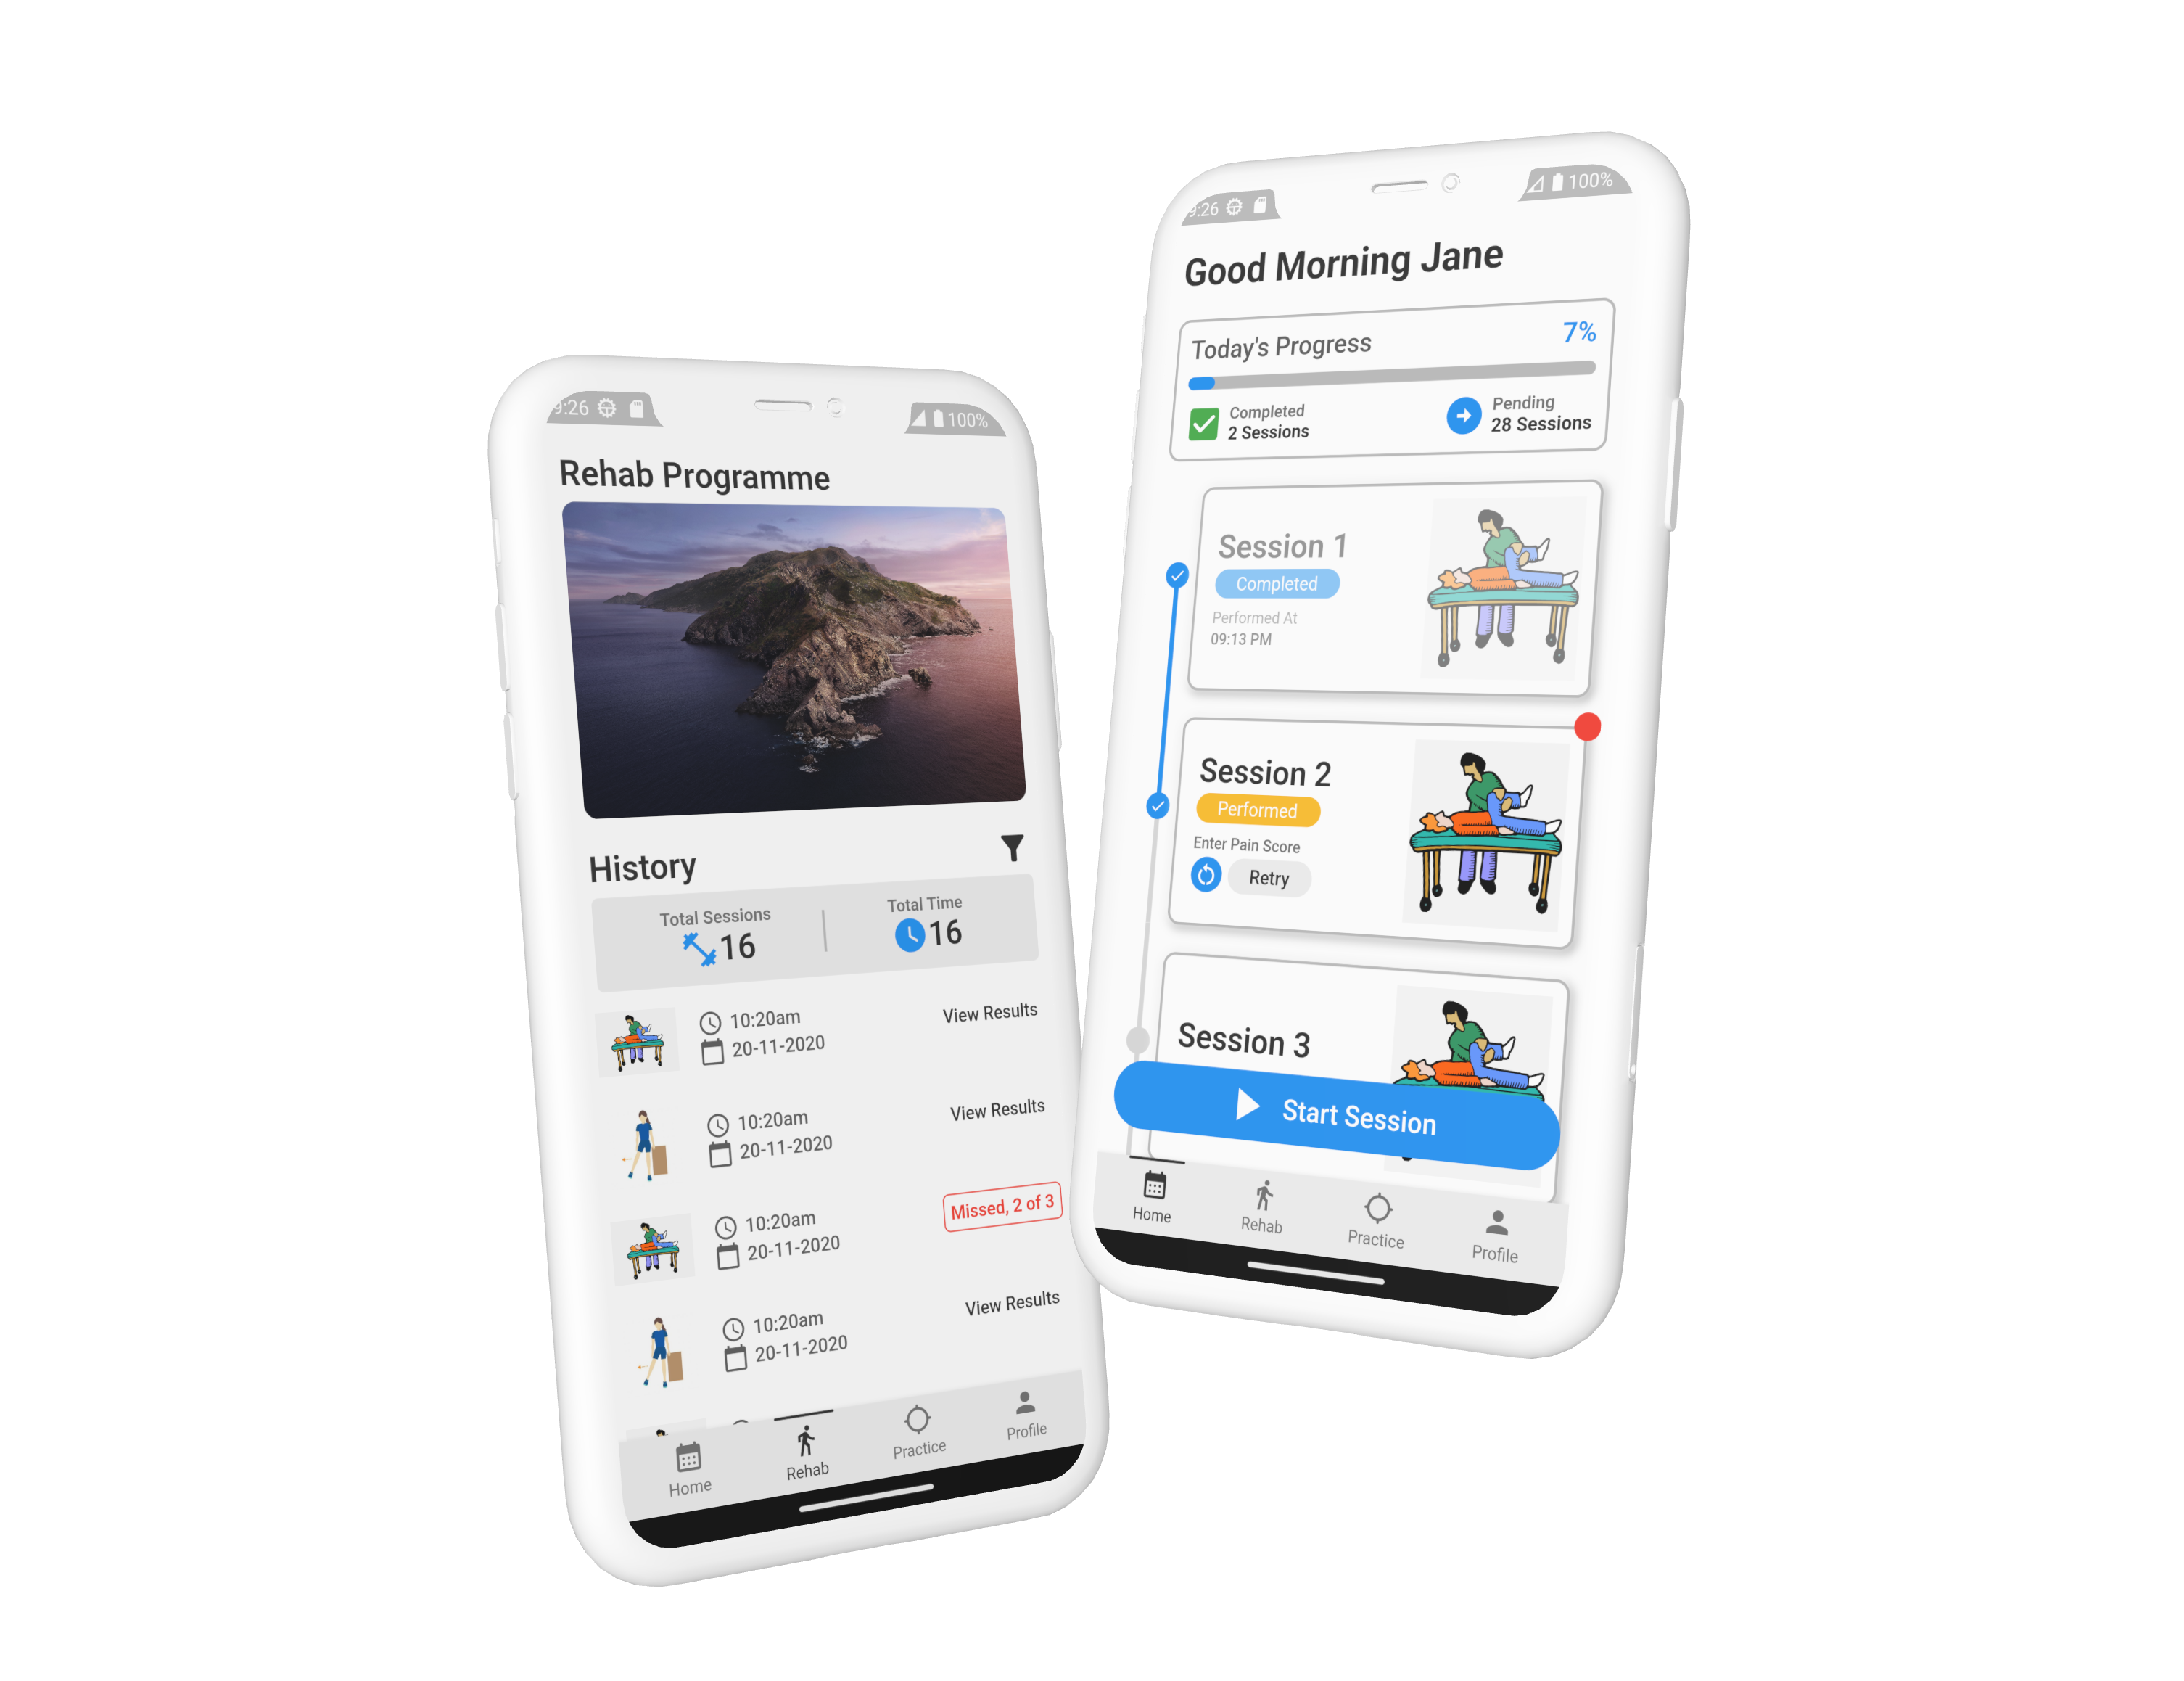 9:26
100%
Rehab Programme
History
Total Sessions
16
Total Time
16
10:20am
20-11-2020
View Results
10:20am
20-11-2020
View Results
10:20am
20-11-2020
Missed, 2 of 3
10:20am
20-11-2020
View Results
Home
Rehab
Practice
Profile
9:26
100%
Good Morning Jane
Today's Progress
7%
Completed
2 Sessions
Pending
28 Sessions
Session 1
Completed
Performed At
09:13 PM
Session 2
Performed
Enter Pain Score
Retry
Session 3
Start Session
Home
Rehab
Practice
Profile